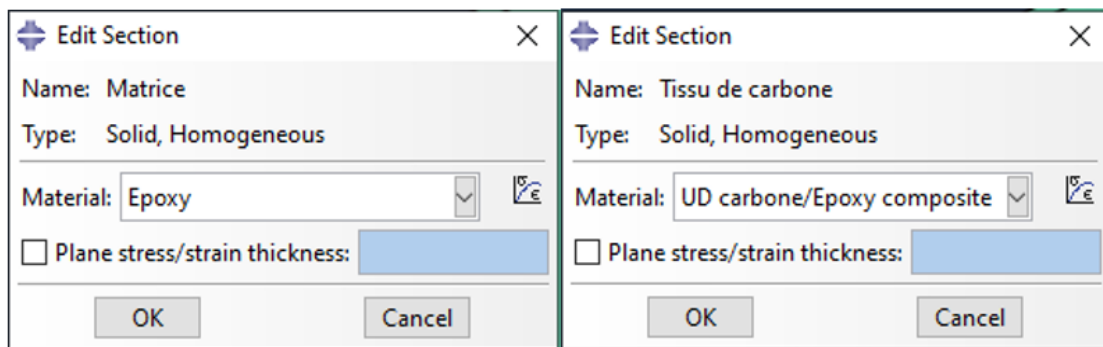 Edit Section
Name: Matrice
Type: Solid, Homogeneous
Material: Epoxy
Plane stress/strain thickness:
OK Cancel
Edit Section
Name: Tissu de carbone
Type: Solid, Homogeneous
Material: UD carbone/Epoxy composite
Plane stress/strain thickness:
OK Cancel